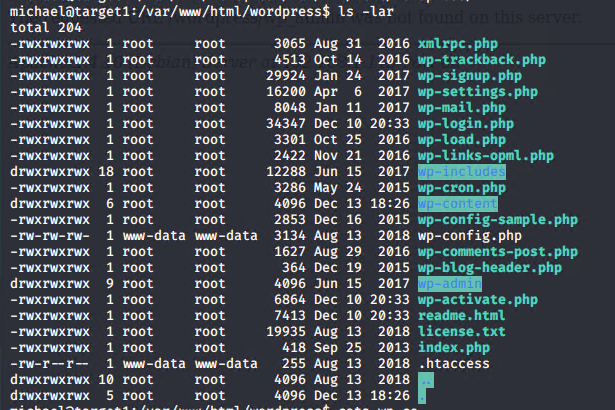 michael@target1:/var/www/html/wordpress$ ls -lar
total 204
-rwxrwxrwx 1 root root 3065 Aug 31 2016 xmlrpc.php
-rwxrwxrwx 1 root root 4513 Oct 14 2016 wp-trackback.php
-rwxrwxrwx 1 root root 29924 Jan 24 2017 wp-signup.php
-rwxrwxrwx 1 root root 16200 Apr 6 2017 wp-settings.php
-rwxrwxrwx 1 root root 8048 Jan 11 2017 wp-mail.php
-rwxrwxrwx 1 root root 34347 Dec 10 20:33 wp-login.php
-rwxrwxrwx 1 root root 3301 Oct 25 2016 wp-load.php
-rwxrwxrwx 1 root root 2422 Nov 21 2016 wp-links-opml.php
drwxrwxrwx 18 root root 12288 Jun 15 2017 wp-includes
-rwxrwxrwx 1 root root 3286 May 24 2015 wp-cron.php
drwxrwxrwx 6 root root 4096 Dec 13 18:26 wp-content
-rwxrwxrwx 1 root root 2853 Dec 16 2015 wp-config-sample.php
-rw-rw-rw- 1 www-data www-data 3134 Aug 13 2018 wp-config.php
-rwxrwxrwx 1 root root 1627 Aug 29 2016 wp-comments-post.php
-rwxrwxrwx 1 root root 364 Dec 19 2015 wp-blog-header.php
drwxrwxrwx 9 root root 4096 Jun 15 2017 wp-admin
-rwxrwxrwx 1 root root 6864 Dec 10 20:33 wp-activate.php
-rwxrwxrwx 1 root root 7413 Dec 10 20:33 readme.html
-rwxrwxrwx 1 root root 19935 Aug 13 2018 license.txt
-rwxrwxrwx 1 root root 418 Sep 25 2013 index.php
-rw-r--r-- 1 www-data www-data 255 Aug 13 2018 .htaccess
drwxrwxrwx 10 root root 4096 Aug 13 2018 ..
drwxrwxrwx 5 root root 4096 Dec 13 18:26 .